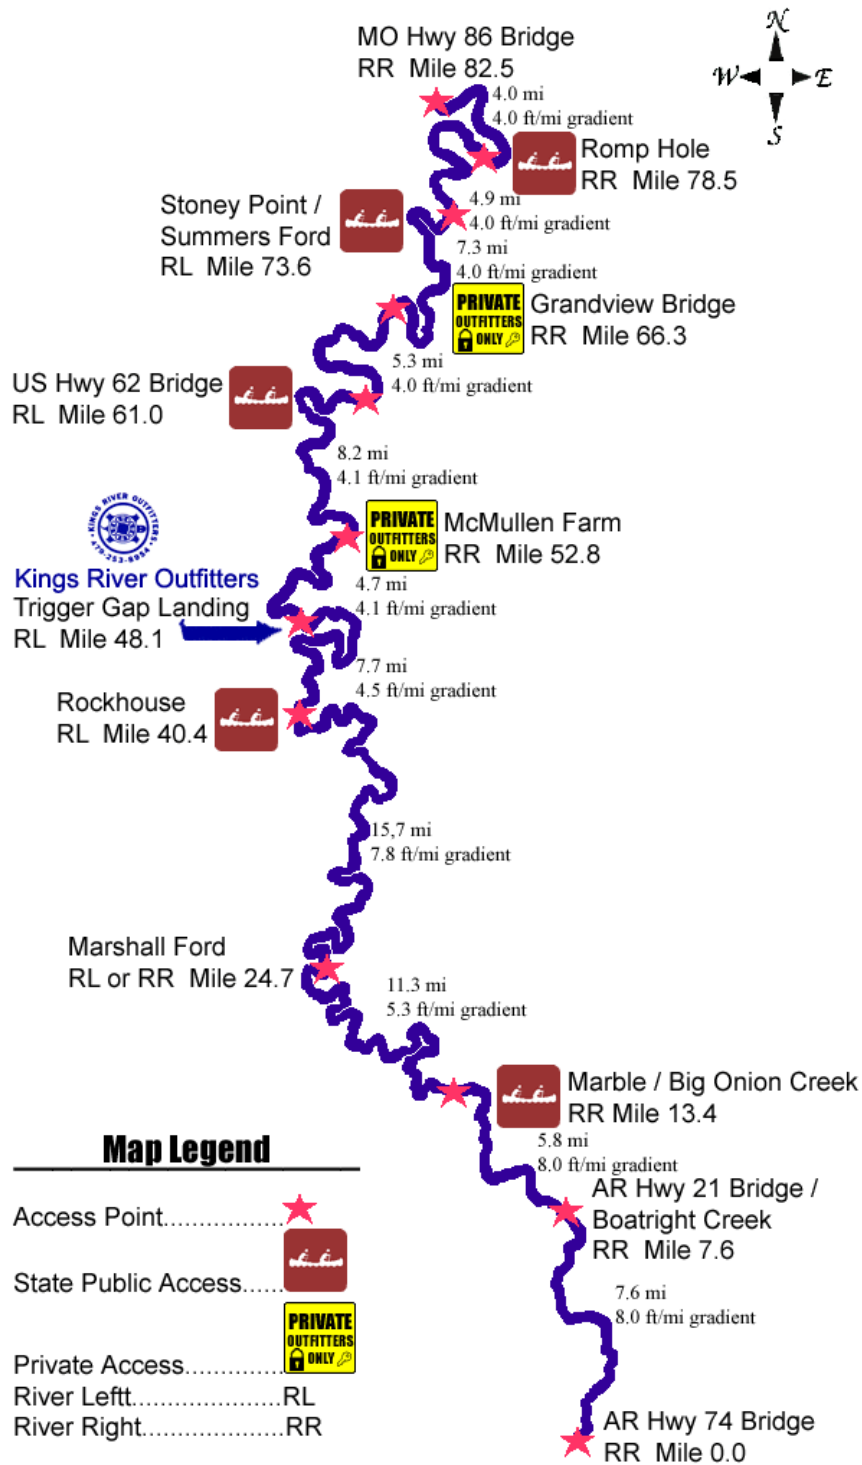 N
W E
S
MO Hwy 86 Bridge
RR Mile 82.5
4.0 mi
4.0 ft/mi gradient
Romp Hole
RR Mile 78.5
4.9 mi
4.0 ft/mi gradient
Stoney Point /
Summers Ford
RL Mile 73.6
7.3 mi
4.0 ft/mi gradient
PRIVATE
OUTFITTERS
ONLY
Grandview Bridge
RR Mile 66.3
5.3 mi
4.0 ft/mi gradient
US Hwy 62 Bridge
RL Mile 61.0
8.2 mi
4.1 ft/mi gradient
PRIVATE
OUTFITTERS
ONLY
McMullen Farm
RR Mile 52.8
KINGS RIVER OUTFITTERS
479-253-8954
Kings River Outfitters
Trigger Gap Landing
RL Mile 48.1
4.7 mi
4.1 ft/mi gradient
7.7 mi
4.5 ft/mi gradient
Rockhouse
RL Mile 40.4
15,7 mi
7.8 ft/mi gradient
Marshall Ford
RL or RR Mile 24.7
11.3 mi
5.3 ft/mi gradient
Marble / Big Onion Creek
RR Mile 13.4
5.8 mi
8.0 ft/mi gradient
AR Hwy 21 Bridge /
Boatright Creek
RR Mile 7.6
7.6 mi
8.0 ft/mi gradient
AR Hwy 74 Bridge
RR Mile 0.0
Map Legend
Access Point.................
State Public Access......
PRIVATE
OUTFITTERS
ONLY
Private Access..............
River Leftt.....................RL
River Right....................RR